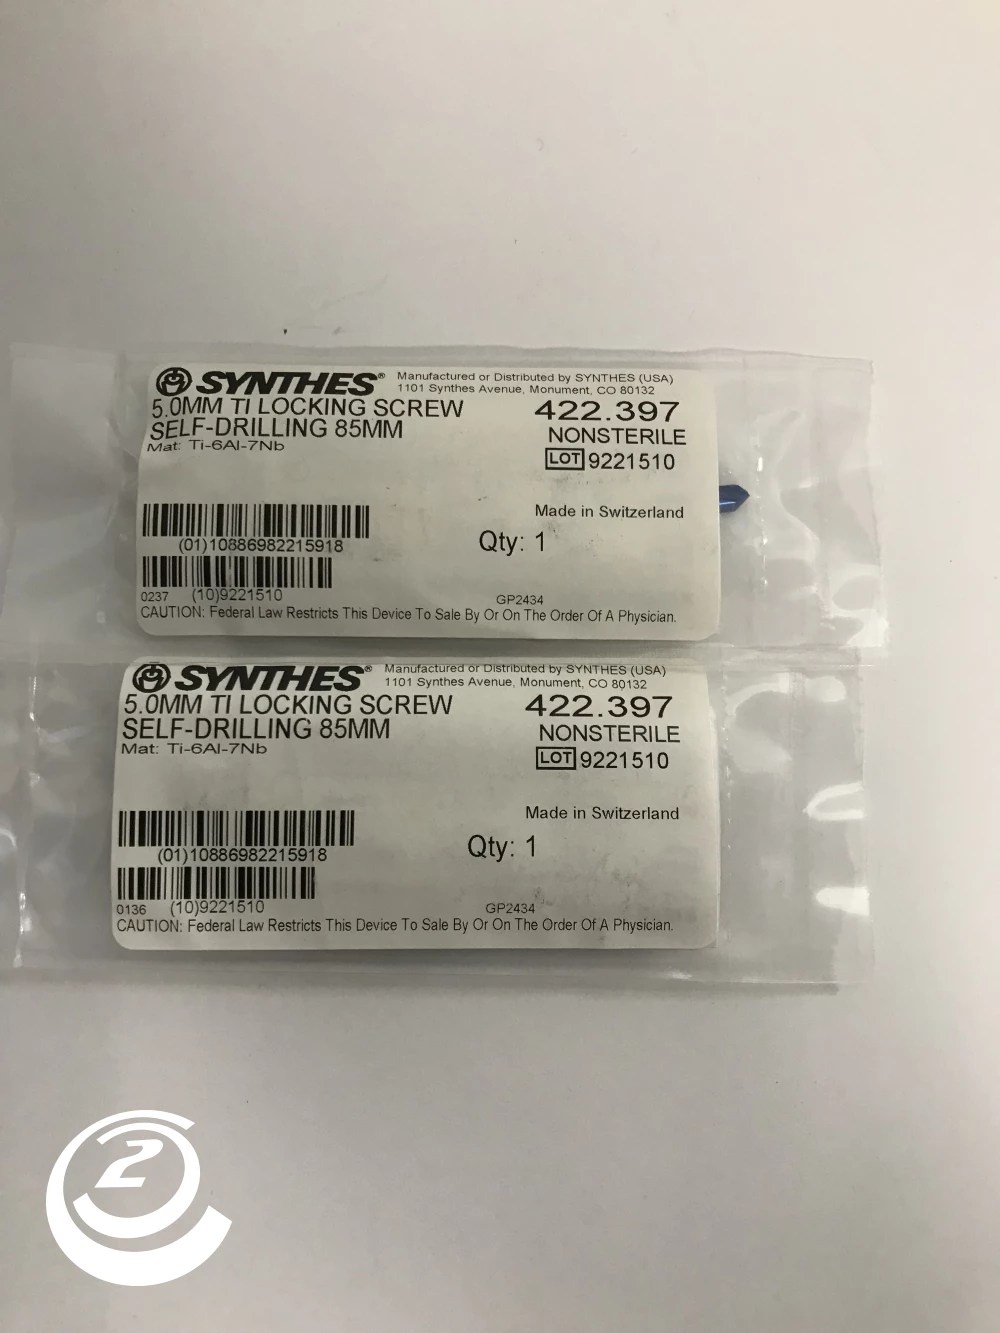 SYNTHES® Manufactured or Distributed by SYNTHES (USA)
1101 Synthes Avenue, Monument, CO 80132
5.0MM TI LOCKING SCREW 422.397
SELF-DRILLING 85MM NONSTERILE
Mat: Ti-6Al-7Nb LOT 9221510
Made in Switzerland
(01)10886982215918 Qty: 1
0237 (10)9221510 GP2434
CAUTION: Federal Law Restricts This Device To Sale By Or On The Order Of A Physician.
SYNTHES® Manufactured or Distributed by SYNTHES (USA)
1101 Synthes Avenue, Monument, CO 80132
5.0MM TI LOCKING SCREW 422.397
SELF-DRILLING 85MM NONSTERILE
Mat: Ti-6Al-7Nb LOT 9221510
Made in Switzerland
(01)10886982215918 Qty: 1
0136 (10)9221510 GP2434
CAUTION: Federal Law Restricts This Device To Sale By Or On The Order Of A Physician.
2